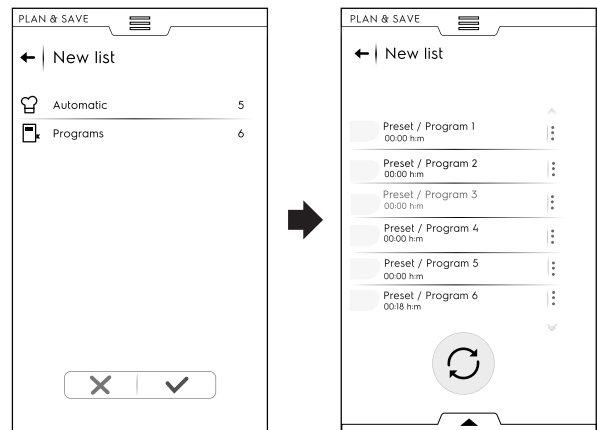 PLAN & SAVE
New list
Automatic 5
Programs 6
PLAN & SAVE
New list
Preset / Program 1
00:00 h:m
Preset / Program 2
00:00 h:m
Preset / Program 3
00:00 h:m
Preset / Program 4
00:00 h:m
Preset / Program 5
00:00 h:m
Preset / Program 6
00:18 h:m